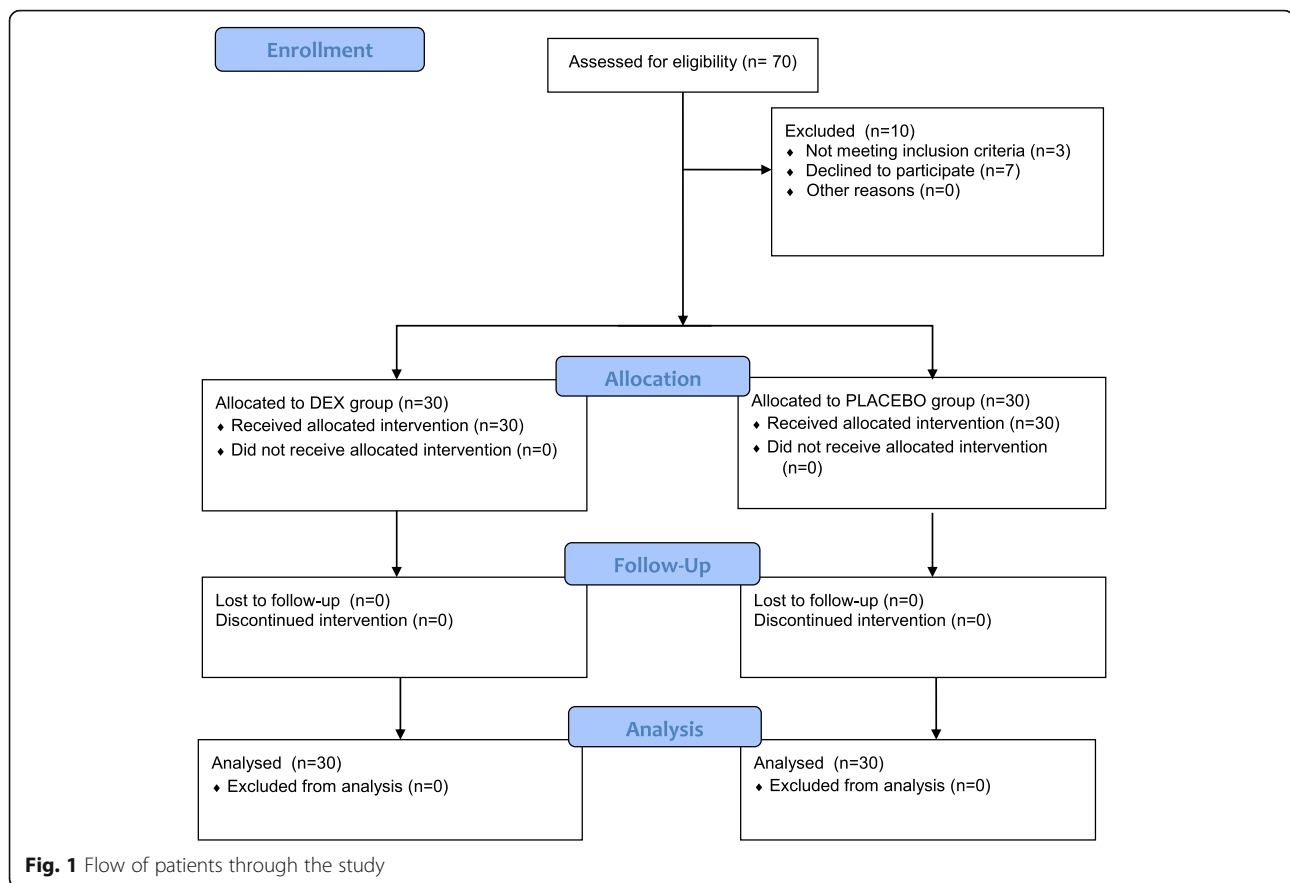 Enrollment
Assessed for eligibility (n= 70)
Excluded (n=10)
♦ Not meeting inclusion criteria (n=3)
♦ Declined to participate (n=7)
♦ Other reasons (n=0)
Allocation
Allocated to DEX group (n=30)
♦ Received allocated intervention (n=30)
♦ Did not receive allocated intervention (n=0)
Allocated to PLACEBO group (n=30)
♦ Received allocated intervention (n=30)
♦ Did not receive allocated intervention
(n=0)
Follow-Up
Lost to follow-up (n=0)
Discontinued intervention (n=0)
Lost to follow-up (n=0)
Discontinued intervention (n=0)
Analysis
Analysed (n=30)
♦ Excluded from analysis (n=0)
Analysed (n=30)
♦ Excluded from analysis (n=0)
Fig. 1 Flow of patients through the study